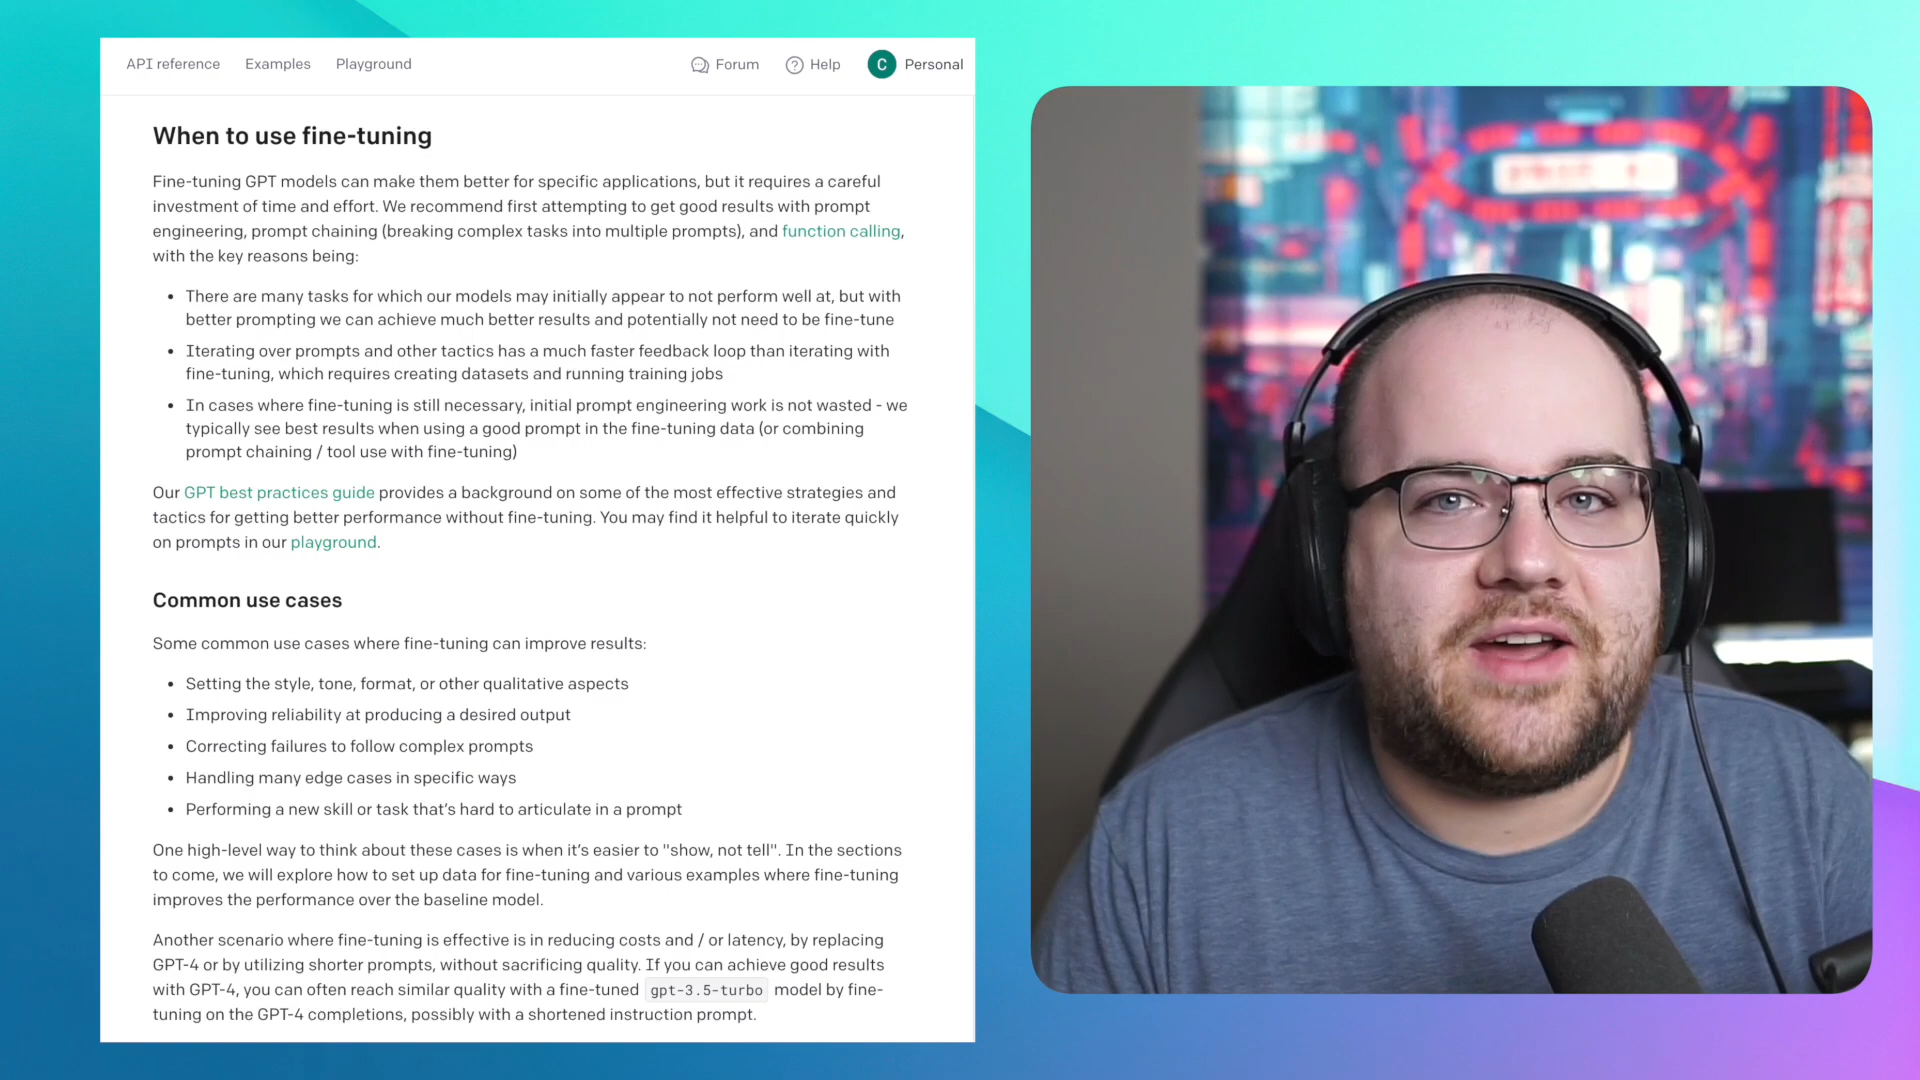 API reference Examples Playground Forum Help C Personal
When to use fine-tuning
Fine-tuning GPT models can make them better for specific applications, but it requires a careful
investment of time and effort. We recommend first attempting to get good results with prompt
engineering, prompt chaining (breaking complex tasks into multiple prompts), and function calling,
with the key reasons being:
• There are many tasks for which our models may initially appear to not perform well at, but with
better prompting we can achieve much better results and potentially not need to be fine-tune
• Iterating over prompts and other tactics has a much faster feedback loop than iterating with
fine-tuning, which requires creating datasets and running training jobs
• In cases where fine-tuning is still necessary, initial prompt engineering work is not wasted - we
typically see best results when using a good prompt in the fine-tuning data (or combining
prompt chaining / tool use with fine-tuning)
Our GPT best practices guide provides a background on some of the most effective strategies and
tactics for getting better performance without fine-tuning. You may find it helpful to iterate quickly
on prompts in our playground.
Common use cases
Some common use cases where fine-tuning can improve results:
• Setting the style, tone, format, or other qualitative aspects
• Improving reliability at producing a desired output
• Correcting failures to follow complex prompts
• Handling many edge cases in specific ways
• Performing a new skill or task that's hard to articulate in a prompt
One high-level way to think about these cases is when it's easier to "show, not tell". In the sections
to come, we will explore how to set up data for fine-tuning and various examples where fine-tuning
improves the performance over the baseline model.
Another scenario where fine-tuning is effective is in reducing costs and / or latency, by replacing
GPT-4 or by utilizing shorter prompts, without sacrificing quality. If you can achieve good results
with GPT-4, you can often reach similar quality with a fine-tuned gpt-3.5-turbo model by fine-
tuning on the GPT-4 completions, possibly with a shortened instruction prompt.